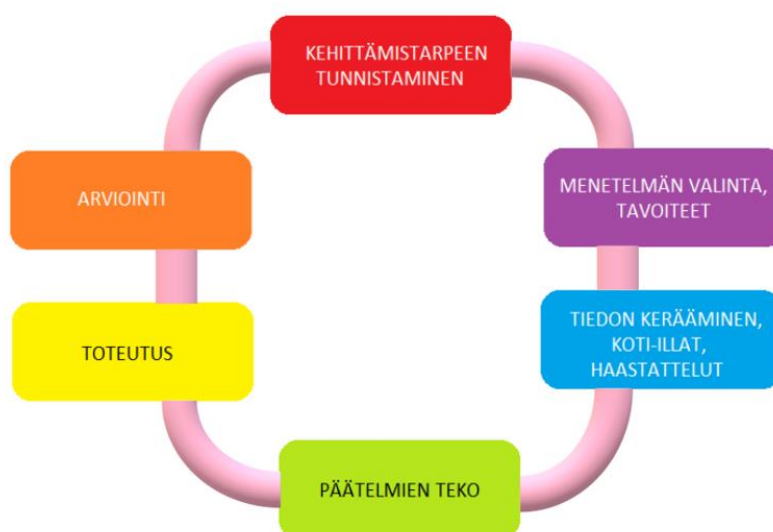 KEHITTÄMISTARPEEN
TUNNISTAMINEN
MENETELMÄN VALINTA,
TAVOITEET
TIEDON KERÄÄMINEN,
KOTI-ILLAT,
HAASTATTELUT
PÄÄTELMIEN TEKO
TOTEUTUS
ARVIOINTI